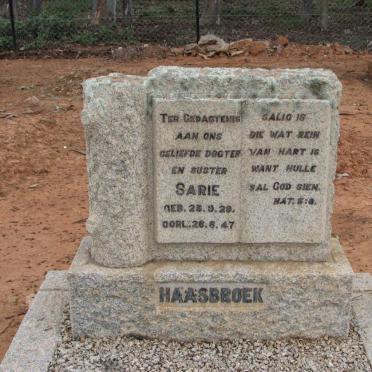 TER GEDAGTENIS
AAN ONS
GELIEFDE DOGTER
EN SUSTER
SARIE
GEB. 28.9.29.
OORL. 26.6.47
SALIG IS
DIE WAT REIN
VAN HART IS
WANT HULLE
SAL GOD SIEN.
MAT. 5:8.
HAASBROEK